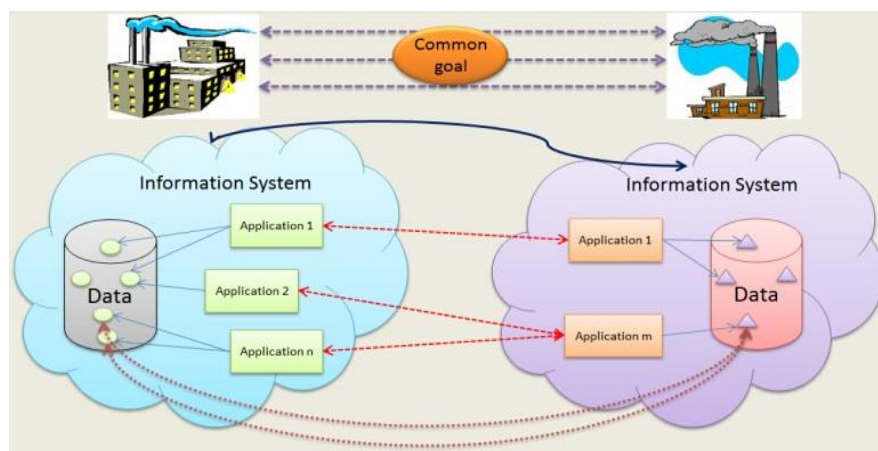 Common
goal
Information System
Information System
Application 1
Application 1
Application 2
Data
Data
Application n
Application m